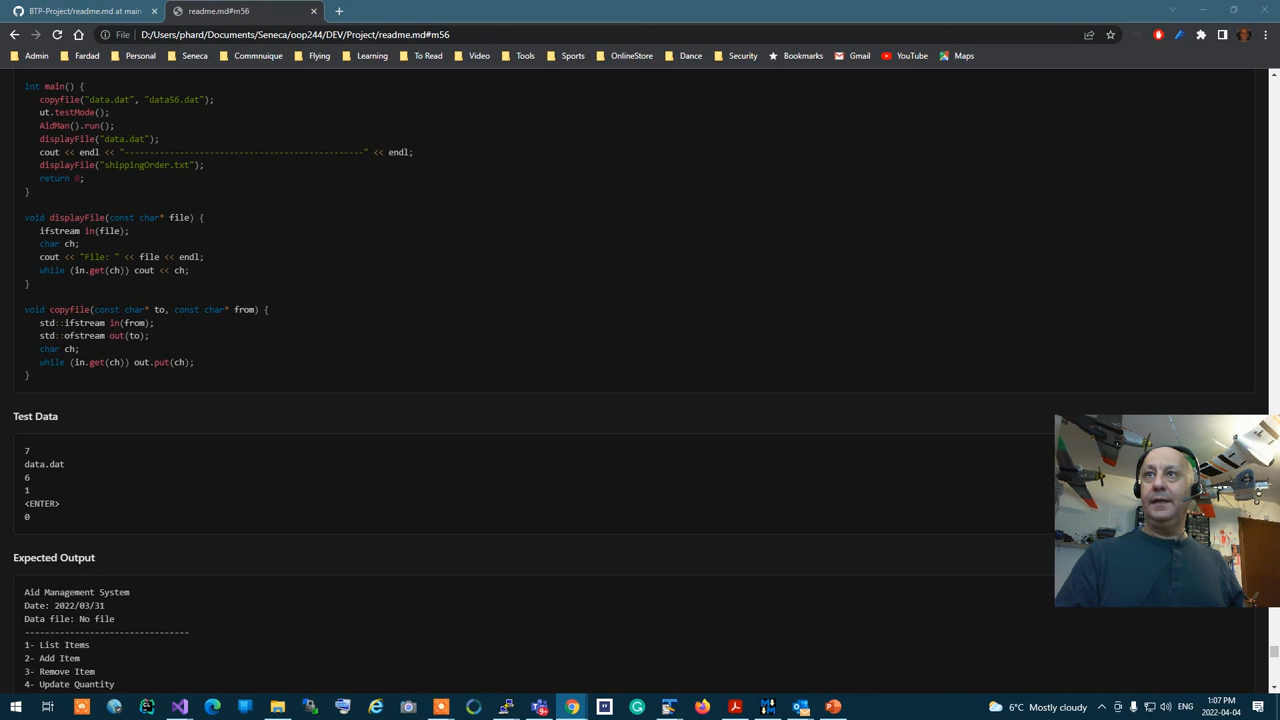 BTP-Project/readme.md at main
readme.md#m56
File
D:/Users/phard/Documents/Seneca/oop244/DEV/Project/readme.md#m56
Admin
Fardad
Personal
Seneca
Commnuique
Flying
Learning
To Read
Video
Tools
Sports
OnlineStore
Dance
Security
Bookmarks
Gmail
YouTube
Maps
int main() {
copyfile("data.dat", "data56.dat");
ut.testMode();
AidMan().run();
displayFile("data.dat");
cout << endl << "------------------------------------------------" << endl;
displayFile("shippingOrder.txt");
return 0;
}
void displayFile(const char* file) {
ifstream in(file);
char ch;
cout << "File: " << file << endl;
while (in.get(ch)) cout << ch;
}
void copyfile(const char* to, const char* from) {
std::ifstream in(from);
std::ofstream out(to);
char ch;
while (in.get(ch)) out.put(ch);
}
Test Data
7
data.dat
6
1
<ENTER>
0
Expected Output
Aid Management System
Date: 2022/03/31
Data file: No file
---------------------------------
1- List Items
2- Add Item
3- Remove Item
4- Update Quantity
6°C Mostly cloudy
1:07 PM
2022-04-04